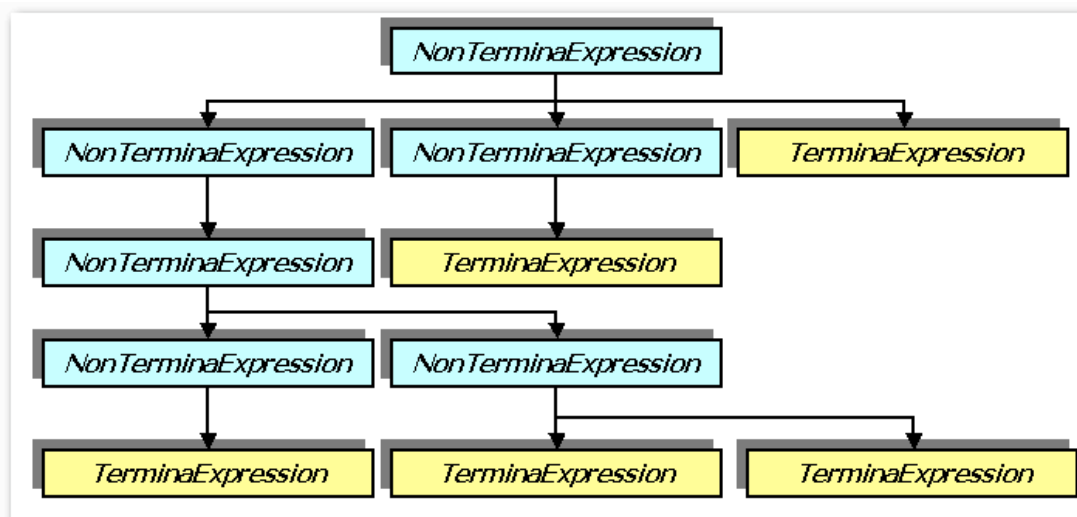 NonTerminaExpression
NonTerminaExpression NonTerminaExpression TerminaExpression
NonTerminaExpression TerminaExpression
NonTerminaExpression NonTerminaExpression
TerminaExpression TerminaExpression TerminaExpression